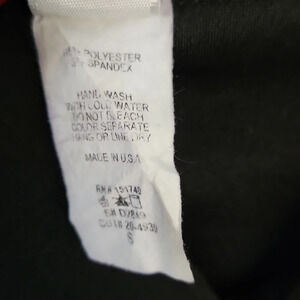 POLYESTER
SPANDEX
HAND WASH
WITH COLD WATER
DO NOT BLEACH
COLOR SEPARATE
HANG OR LINE DRY
MADE IN U.S.A
RN# 151740
S